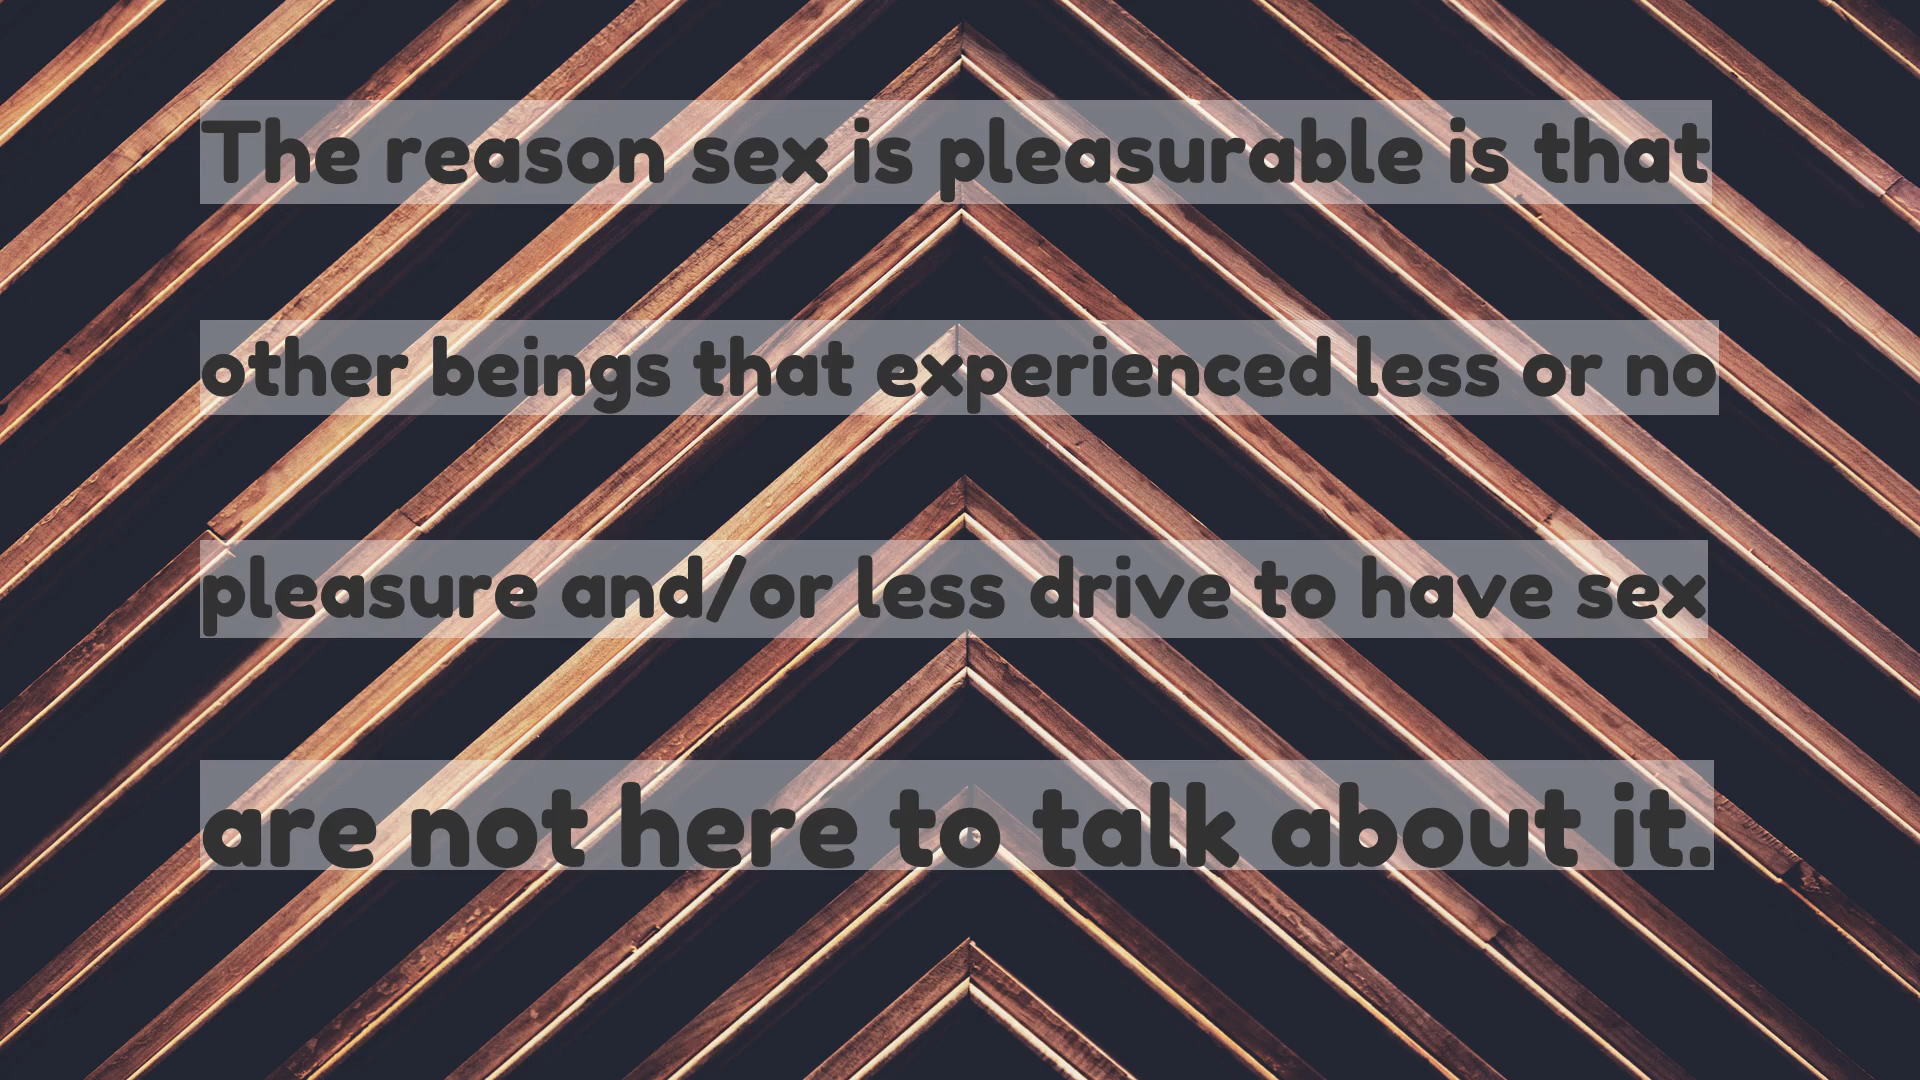 The reason sex is pleasurable is that
other beings that experienced less or no
pleasure and/or less drive to have sex
are not here to talk about it.